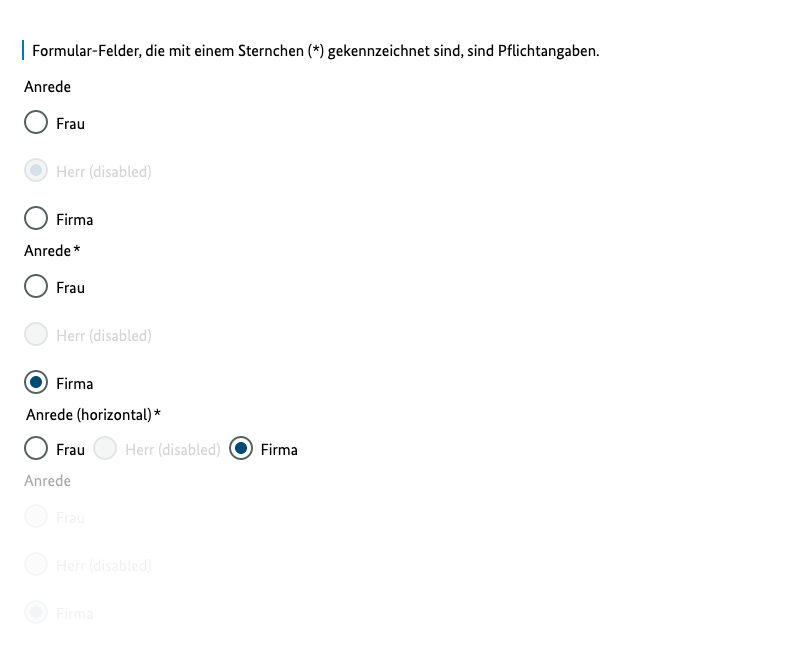 Formular-Felder, die mit einem Sternchen (*) gekennzeichnet sind, sind Pflichtangaben.
Anrede
Frau
Herr (disabled)
Firma
Anrede*
Frau
Herr (disabled)
Firma
Anrede (horizontal)*
Frau Herr (disabled) Firma
Anrede
Frau
Herr (disabled)
Firma